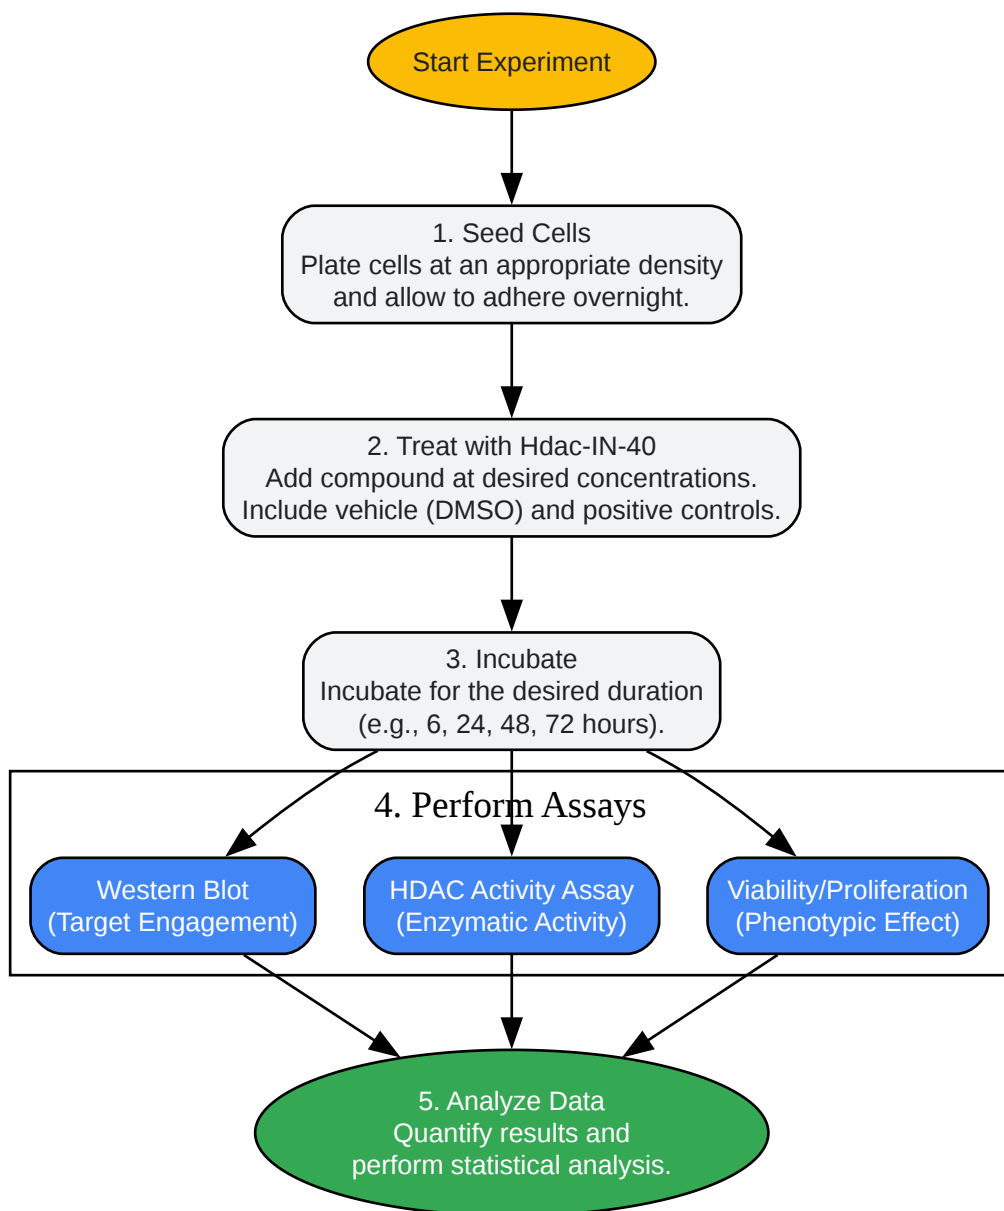 Start Experiment
1. Seed Cells
Plate cells at an appropriate density
and allow to adhere overnight.
2. Treat with Hdac-IN-40
Add compound at desired concentrations.
Include vehicle (DMSO) and positive controls.
3. Incubate
Incubate for the desired duration
(e.g., 6, 24, 48, 72 hours).
4. Perform Assays
Western Blot
(Target Engagement)
HDAC Activity Assay
(Enzymatic Activity)
Viability/Proliferation
(Phenotypic Effect)
5. Analyze Data
Quantify results and
perform statistical analysis.